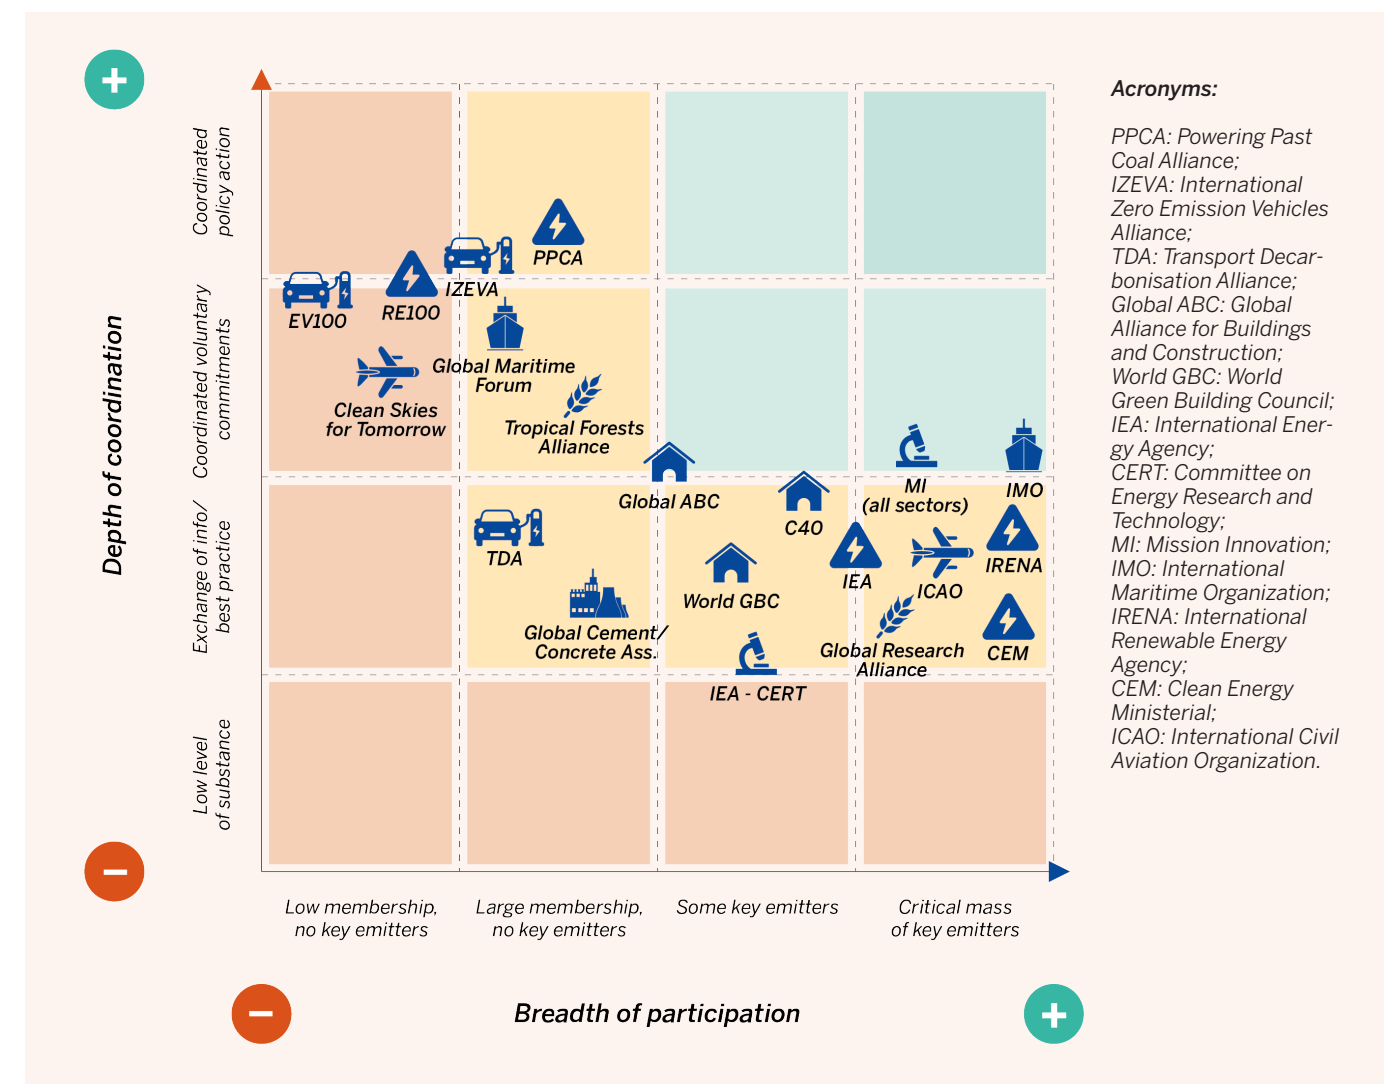 Acronyms:
PPCA: Powering Past
Coal Alliance;
IZEVA: International
Zero Emission Vehicles
Alliance;
TDA: Transport Decar-
bonisation Alliance;
Global ABC: Global
Alliance for Buildings
and Construction;
World GBC: World
Green Building Council;
IEA: International Ener-
gy Agency;
CERT: Committee on
Energy Research and
Technology;
MI: Mission Innovation;
IMO: International
Maritime Organization;
IRENA: International
Renewable Energy
Agency;
CEM: Clean Energy
Ministerial;
ICAO: International Civil
Aviation Organization.
Depth of coordination
Coordinated
policy action
Coordinated voluntary
commitments
Exchange of info/
best practice
Low level
of substance
PPCA
IZEVA
RE100
EV100
Global Maritime
Forum
Clean Skies
for Tomorrow
Tropical Forests
Alliance
Global ABC
MI
(all sectors)
IMO
C40
TDA
IEA
ICAO
IRENA
World GBC
Global Cement/
Concrete Ass.
Global Research
Alliance
CEM
IEA - CERT
Low membership,
no key emitters
Large membership,
no key emitters
Some key emitters
Critical mass
of key emitters
Breadth of participation